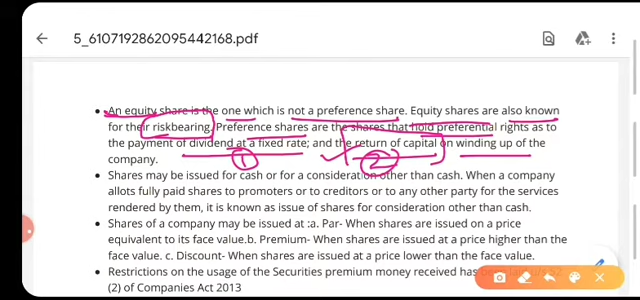 5_6107192862095442168.pdf
• An equity share is the one which is not a preference share. Equity shares are also known
for their riskbearing. Preference shares are the shares that hold preferential rights as to
the payment of dividend at a fixed rate; and the return of capital on winding up of the
company.
1 2
• Shares may be issued for cash or for a consideration other than cash. When a company
allots fully paid shares to promoters or to creditors or to any other party for the services
rendered by them, it is known as issue of shares for consideration other than cash.
• Shares of a company may be issued at :a. Par- When shares are issued on a price
equivalent to its face value.b. Premium- When shares are issued at a price higher than the
face value. c. Discount- When shares are issued at a price lower than the face value.
• Restrictions on the usage of the Securities premium money received has 52
(2) of Companies Act 2013